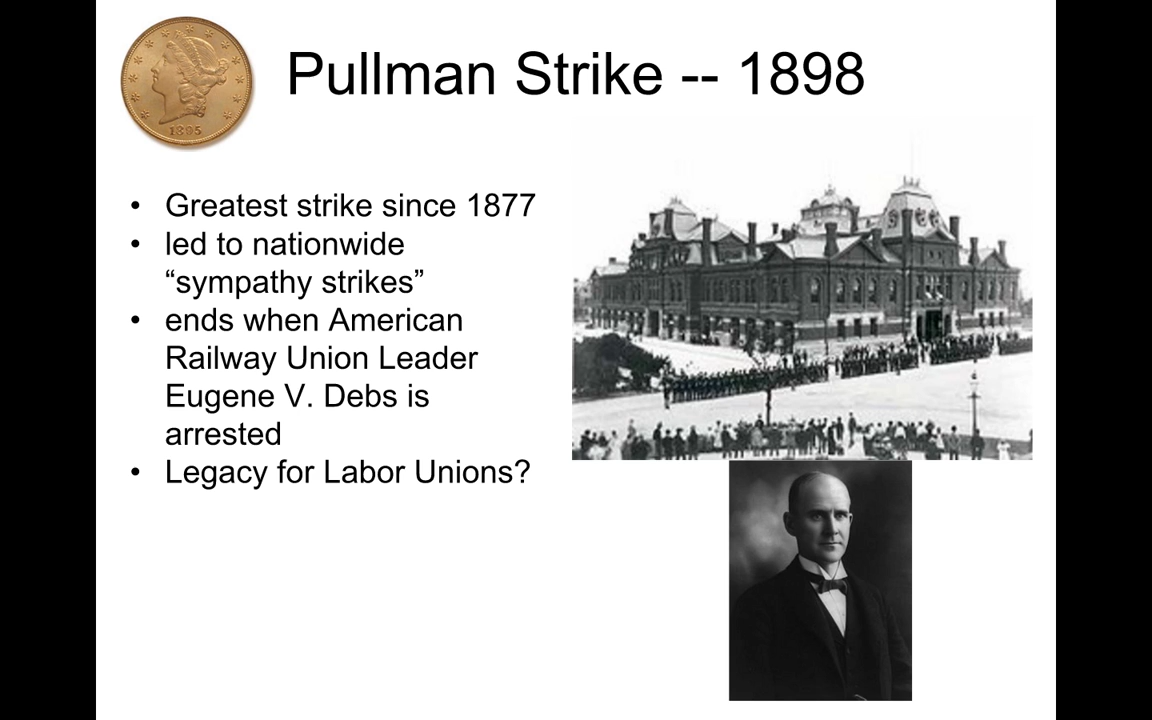 Pullman Strike -- 1898
1895
• Greatest strike since 1877
• led to nationwide
“sympathy strikes”
• ends when American
Railway Union Leader
Eugene V. Debs is
arrested
• Legacy for Labor Unions?